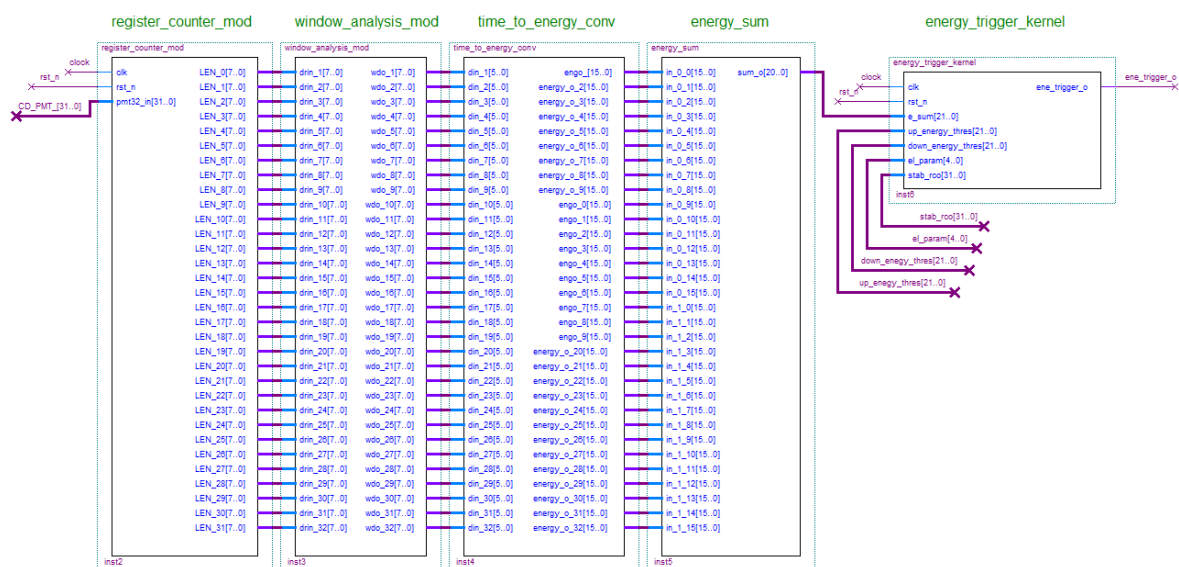 register_counter_mod
window_analysis_mod
time_to_energy_conv
energy_sum
energy_trigger_kernel
register_counter_mod
clook
rst_n
CD_PMT_[31..0]
clk
rst_n
pmt32_in[31..0]
LEN_0[7..0]
LEN_1[7..0]
LEN_2[7..0]
LEN_3[7..0]
LEN_4[7..0]
LEN_5[7..0]
LEN_6[7..0]
LEN_7[7..0]
LEN_8[7..0]
LEN_9[7..0]
LEN_10[7..0]
LEN_11[7..0]
LEN_12[7..0]
LEN_13[7..0]
LEN_14[7..0]
LEN_15[7..0]
LEN_16[7..0]
LEN_17[7..0]
LEN_18[7..0]
LEN_19[7..0]
LEN_20[7..0]
LEN_21[7..0]
LEN_22[7..0]
LEN_23[7..0]
LEN_24[7..0]
LEN_25[7..0]
LEN_26[7..0]
LEN_27[7..0]
LEN_28[7..0]
LEN_29[7..0]
LEN_30[7..0]
LEN_31[7..0]
inst2
window_analysis_mod
drin_1[7..0] wdo_1[7..0]
drin_2[7..0] wdo_2[7..0]
drin_3[7..0] wdo_3[7..0]
drin_4[7..0] wdo_4[7..0]
drin_5[7..0] wdo_5[7..0]
drin_6[7..0] wdo_6[7..0]
drin_7[7..0] wdo_7[7..0]
drin_8[7..0] wdo_8[7..0]
drin_9[7..0] wdo_9[7..0]
drin_10[7..0] wdo_10[7..0]
drin_11[7..0] wdo_11[7..0]
drin_12[7..0] wdo_12[7..0]
drin_13[7..0] wdo_13[7..0]
drin_14[7..0] wdo_14[7..0]
drin_15[7..0] wdo_15[7..0]
drin_16[7..0] wdo_16[7..0]
drin_17[7..0] wdo_17[7..0]
drin_18[7..0] wdo_18[7..0]
drin_19[7..0] wdo_19[7..0]
drin_20[7..0] wdo_20[7..0]
drin_21[7..0] wdo_21[7..0]
drin_22[7..0] wdo_22[7..0]
drin_23[7..0] wdo_23[7..0]
drin_24[7..0] wdo_24[7..0]
drin_25[7..0] wdo_25[7..0]
drin_26[7..0] wdo_26[7..0]
drin_27[7..0] wdo_27[7..0]
drin_28[7..0] wdo_28[7..0]
drin_29[7..0] wdo_29[7..0]
drin_30[7..0] wdo_30[7..0]
drin_31[7..0] wdo_31[7..0]
drin_32[7..0] wdo_32[7..0]
inst3
time_to_energy_conv
din_1[5..0] engo_[15..0]
din_2[5..0] energy_o_2[15..0]
din_3[5..0] energy_o_3[15..0]
din_4[5..0] energy_o_4[15..0]
din_5[5..0] energy_o_5[15..0]
din_6[5..0] energy_o_6[15..0]
din_7[5..0] energy_o_7[15..0]
din_8[5..0] energy_o_8[15..0]
din_9[5..0] energy_o_9[15..0]
din_10[5..0] engo_0[15..0]
din_11[5..0] engo_1[15..0]
din_12[5..0] engo_2[15..0]
din_13[5..0] engo_3[15..0]
din_14[5..0] engo_4[15..0]
din_15[5..0] engo_5[15..0]
din_16[5..0] engo_6[15..0]
din_17[5..0] engo_7[15..0]
din_18[5..0] engo_8[15..0]
din_19[5..0] engo_9[15..0]
din_20[5..0] energy_o_20[15..0]
din_21[5..0] energy_o_21[15..0]
din_22[5..0] energy_o_22[15..0]
din_23[5..0] energy_o_23[15..0]
din_24[5..0] energy_o_24[15..0]
din_25[5..0] energy_o_25[15..0]
din_26[5..0] energy_o_26[15..0]
din_27[5..0] energy_o_27[15..0]
din_28[5..0] energy_o_28[15..0]
din_29[5..0] energy_o_29[15..0]
din_30[5..0] energy_o_30[15..0]
din_31[5..0] energy_o_31[15..0]
din_32[5..0] energy_o_32[15..0]
inst4
energy_sum
in_0_0[15..0] sum_o[20..0]
in_0_1[15..0]
in_0_2[15..0]
in_0_3[15..0]
in_0_4[15..0]
in_0_5[15..0]
in_0_6[15..0]
in_0_7[15..0]
in_0_8[15..0]
in_0_9[15..0]
in_0_10[15..0]
in_0_11[15..0]
in_0_12[15..0]
in_0_13[15..0]
in_0_14[15..0]
in_0_15[15..0]
in_1_0[15..0]
in_1_1[15..0]
in_1_2[15..0]
in_1_3[15..0]
in_1_4[15..0]
in_1_5[15..0]
in_1_6[15..0]
in_1_7[15..0]
in_1_8[15..0]
in_1_9[15..0]
in_1_10[15..0]
in_1_11[15..0]
in_1_12[15..0]
in_1_13[15..0]
in_1_14[15..0]
in_1_15[15..0]
inst5
energy_trigger_kernel
clook
rst_n
clk ene_trigger_o
ene_trigger_o
rst_n
e_sum[21..0]
up_energy_thres[21..0]
down_energy_thres[21..0]
el_param[4..0]
stab_roo[31..0]
inst6
stab_roo[31..0]
el_param[4..0]
down_enegy_thres[21..0]
up_enegy_thres[21..0]